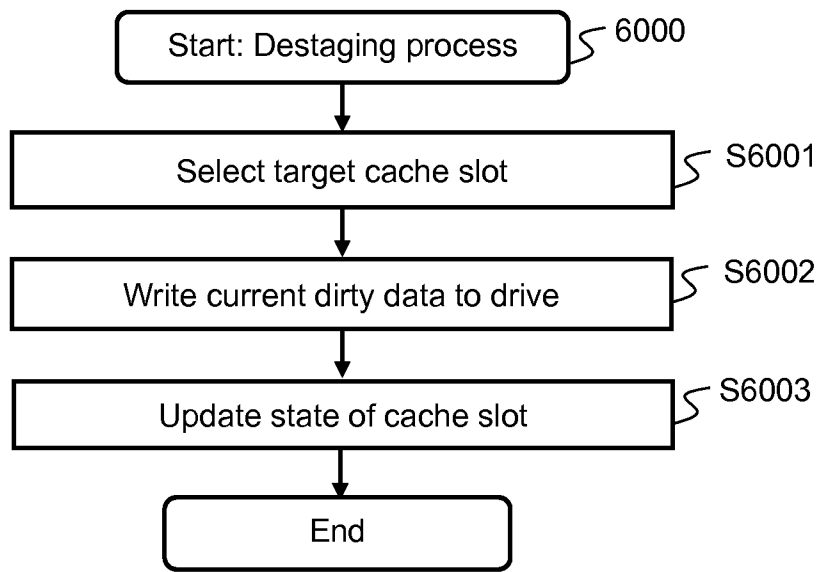 Start: Destaging process
6000
Select target cache slot
S6001
Write current dirty data to drive
S6002
Update state of cache slot
S6003
End